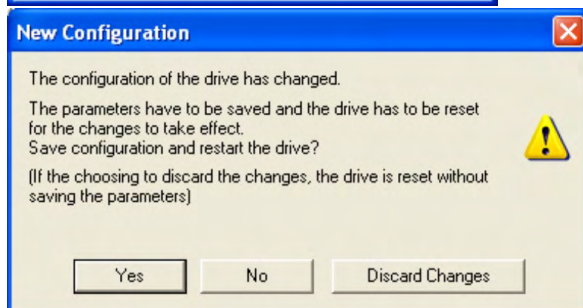 New Configuration
The configuration of the drive has changed.
The parameters have to be saved and the drive has to be reset
for the changes to take effect.
Save configuration and restart the drive?
(If the choosing to discard the changes, the drive is reset without
saving the parameters)
Yes No Discard Changes